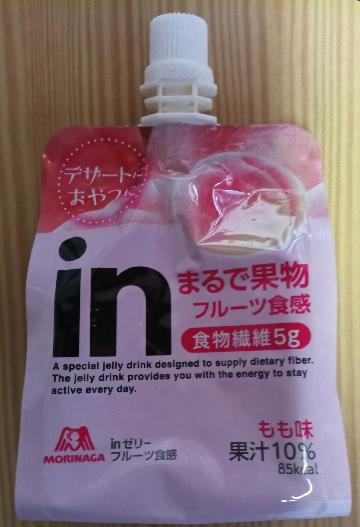 デザートに
おやつに
in
まるで果物
フルーツ食感
食物繊維5g
A special jelly drink designed to supply dietary fiber.
The jelly drink provides you with the energy to stay
active every day.
MORINAGA
inゼリー
フルーツ食感
もも味
果汁10%
85kcal